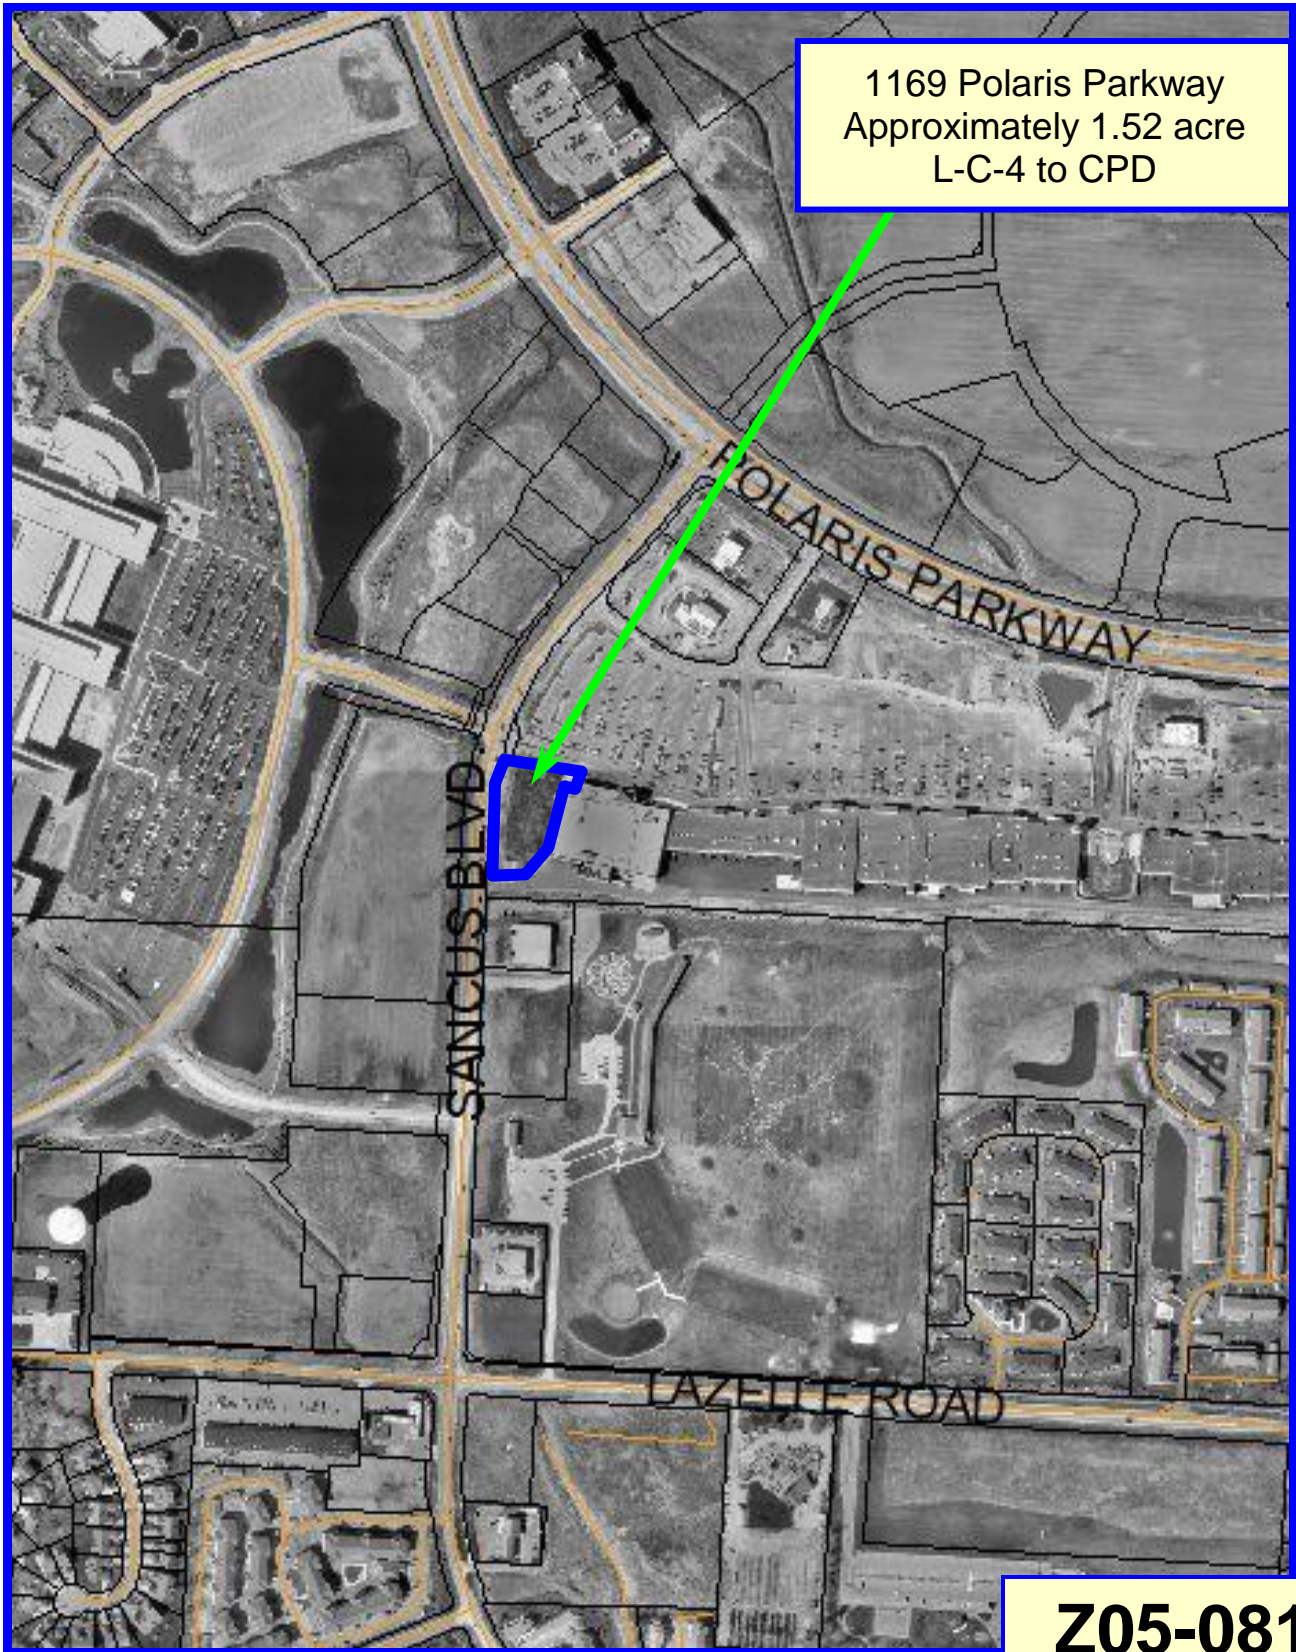 1169 Polaris Parkway
Approximately 1.52 acre
L-C-4 to CPD
POLARIS PARKWAY
SANCUS BLVD
LAZELLE ROAD
Z05-081